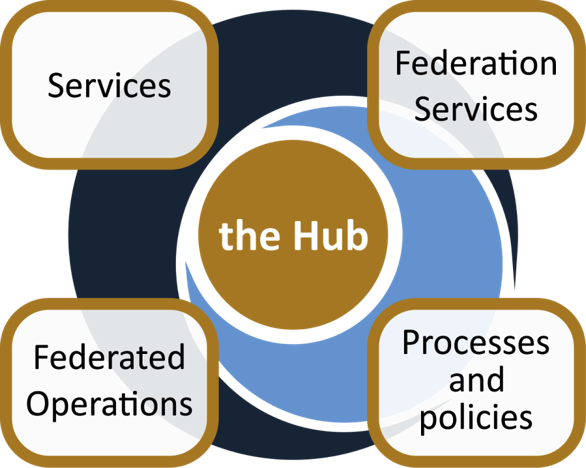 Services
Federation
Services
the Hub
Federated
Operations
Processes
and
policies